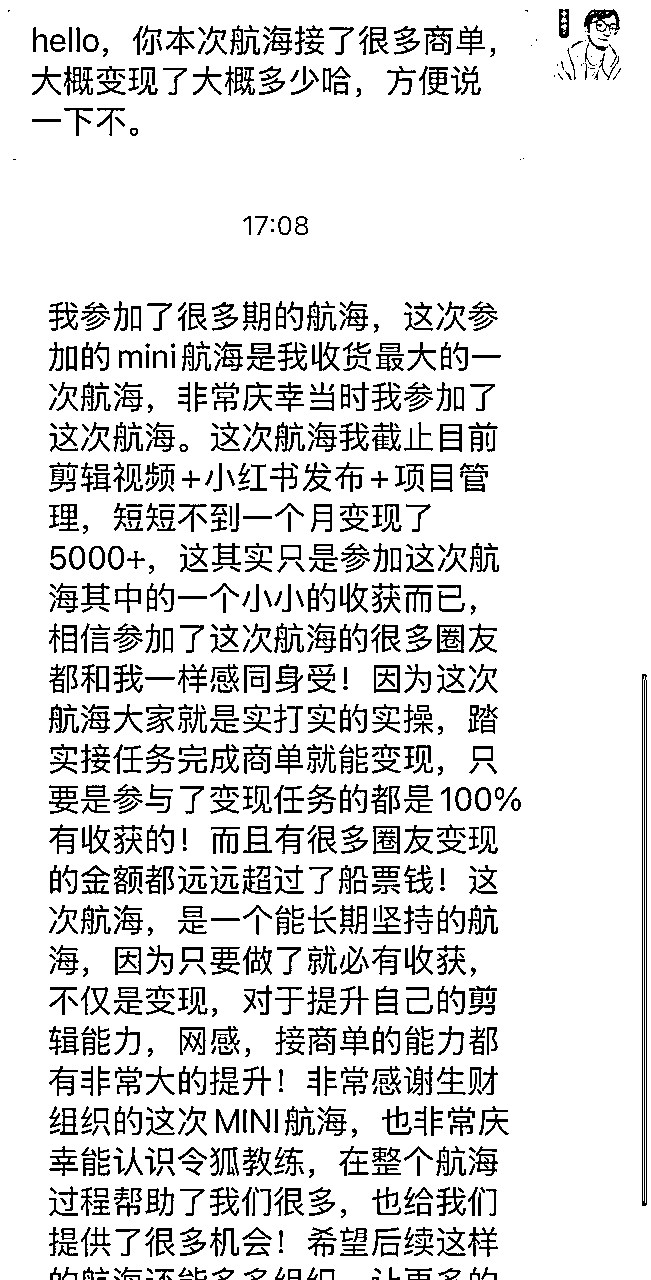 hello，你本次航海接了很多商单，
大概变现了大概多少哈，方便说
一下不。
17:08
我参加了很多期的航海，这次参
加的mini航海是我收货最大的一
次航海，非常庆幸当时我参加了
这次航海。这次航海我截止目前
剪辑视频+小红书发布+项目管
理，短短不到一个月变现了
5000+，这其实只是参加这次航
海其中的一个小小的收获而已，
相信参加了这次航海的很多圈友
都和我一样感同身受！因为这次
航海大家就是实打实的实操，踏
实接任务完成商单就能变现，只
要是参与了变现任务的都是100%
有收获的！而且有很多圈友变现
的金额都远远超过了船票钱！这
次航海，是一个能长期坚持的航
海，因为只要做了就必有收获，
不仅是变现，对于提升自己的剪
辑能力，网感，接商单的能力都
有非常大的提升！非常感谢生财
组织的这次MINI航海，也非常庆
幸能认识令狐教练，在整个航海
过程帮助了我们很多，也给我们
提供了很多机会！希望后续这样
的航海还能多多组织，让更多的